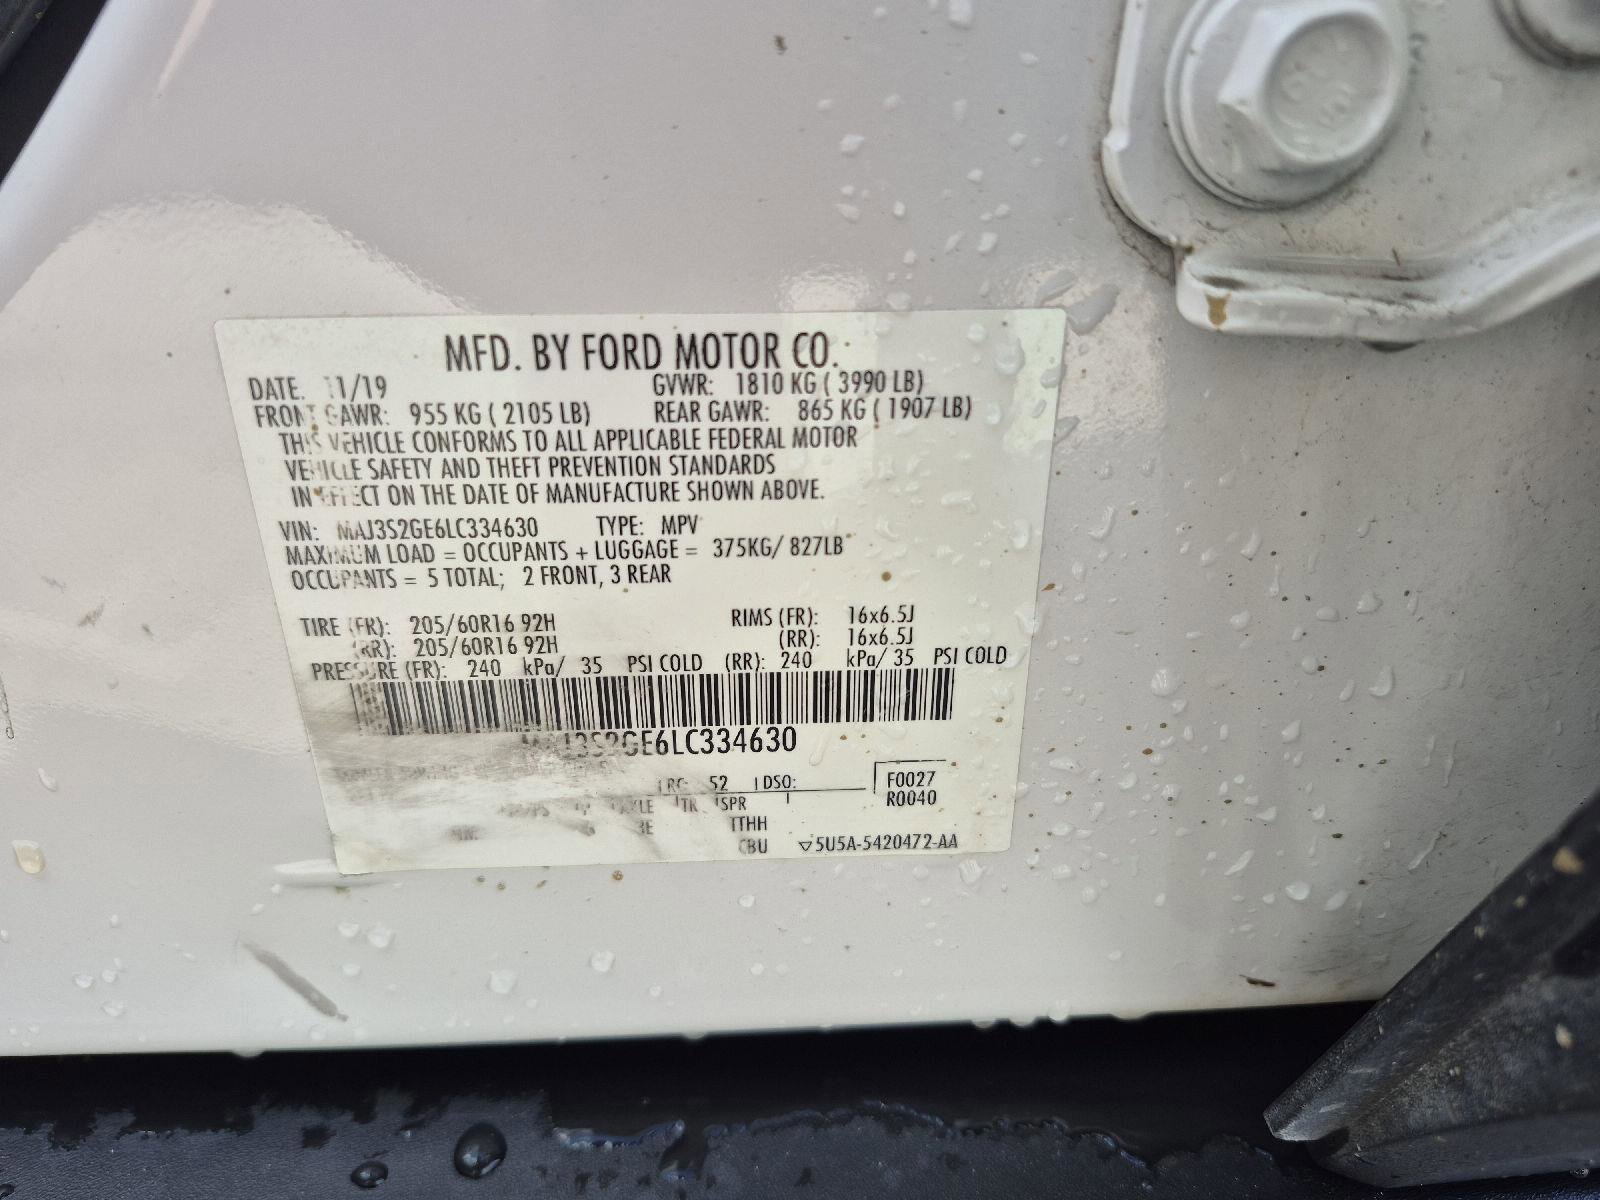 MFD. BY FORD MOTOR CO.
DATE. 11/19 GVWR: 1810 KG ( 3990 LB)
FRONT GAWR: 955 KG ( 2105 LB) REAR GAWR: 865 KG ( 1907 LB)
THIS VEHICLE CONFORMS TO ALL APPLICABLE FEDERAL MOTOR
VEHICLE SAFETY AND THEFT PREVENTION STANDARDS
IN EFFECT ON THE DATE OF MANUFACTURE SHOWN ABOVE.
VIN: MAJ3S2GE6LC334630 TYPE: MPV
MAXIMUM LOAD = OCCUPANTS + LUGGAGE = 375KG/ 827LB
OCCUPANTS = 5 TOTAL; 2 FRONT, 3 REAR
TIRE (FR): 205/60R16 92H RIMS (FR): 16x6.5J
(RR): 205/60R16 92H (RR): 16x6.5J
PRESSURE (FR): 240 kPa/ 35 PSI COLD (RR): 240 kPa/ 35 PSI COLD
MAJ3S2GE6LC334630
RC: 52 DSO: F0027
TR SPR R0040
TTHH
CBU ▽5U5A-5420472-AA